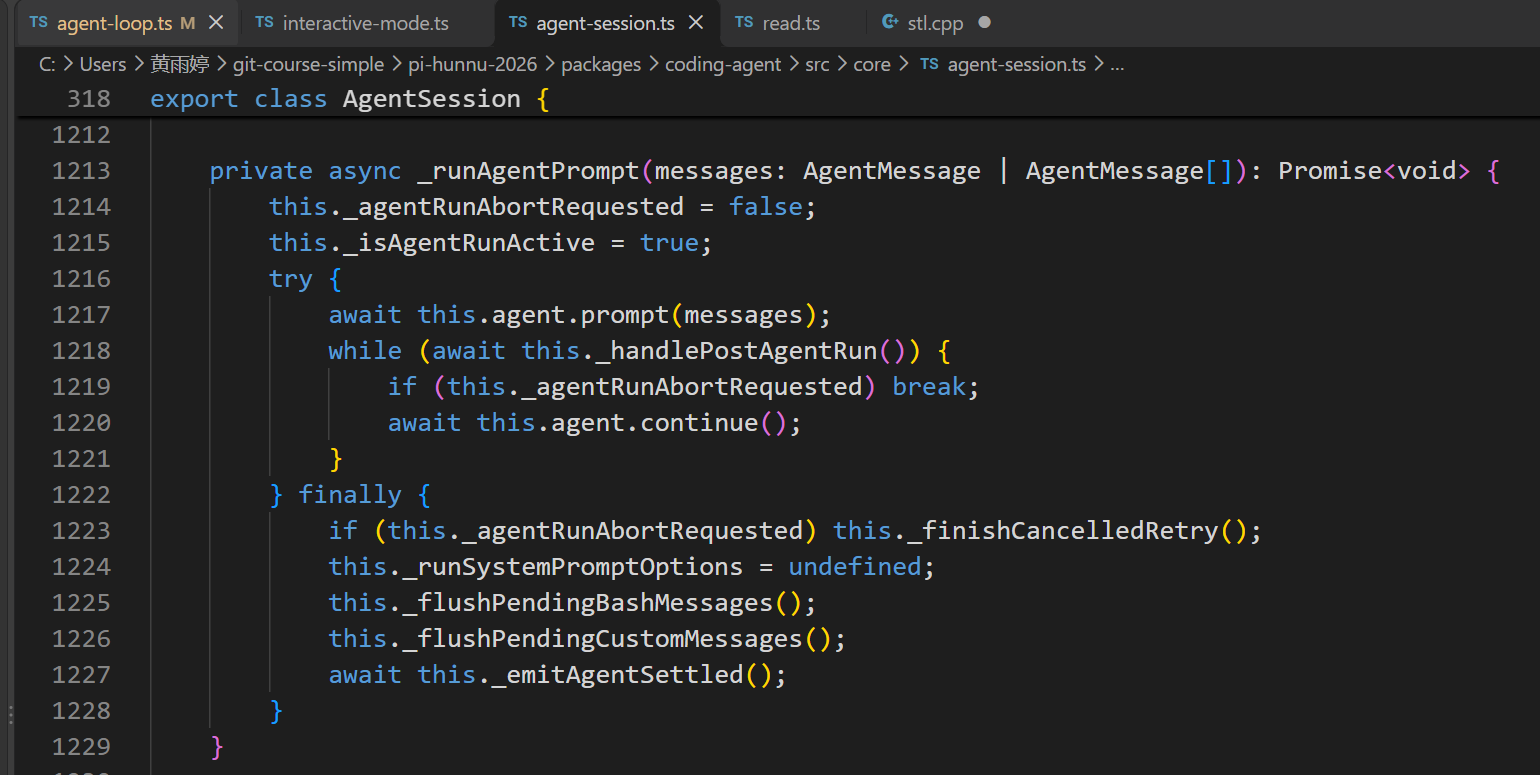 TS agent-loop.ts M × TS interactive-mode.ts TS agent-session.ts × TS read.ts stl.cpp ●
C: > Users > 黄雨婷 > git-course-simple > pi-hunnu-2026 > packages > coding-agent > src > core > TS agent-session.ts > ...
318 export class AgentSession {
1212
1213 private async _runAgentPrompt(messages: AgentMessage | AgentMessage[]): Promise<void> {
1214 this._agentRunAbortRequested = false;
1215 this._isAgentRunActive = true;
1216 try {
1217 await this.agent.prompt(messages);
1218 while (await this._handlePostAgentRun()) {
1219 if (this._agentRunAbortRequested) break;
1220 await this.agent.continue();
1221 }
1222 } finally {
1223 if (this._agentRunAbortRequested) this._finishCancelledRetry();
1224 this._runSystemPromptOptions = undefined;
1225 this._flushPendingBashMessages();
1226 this._flushPendingCustomMessages();
1227 await this._emitAgentSettled();
1228 }
1229 }